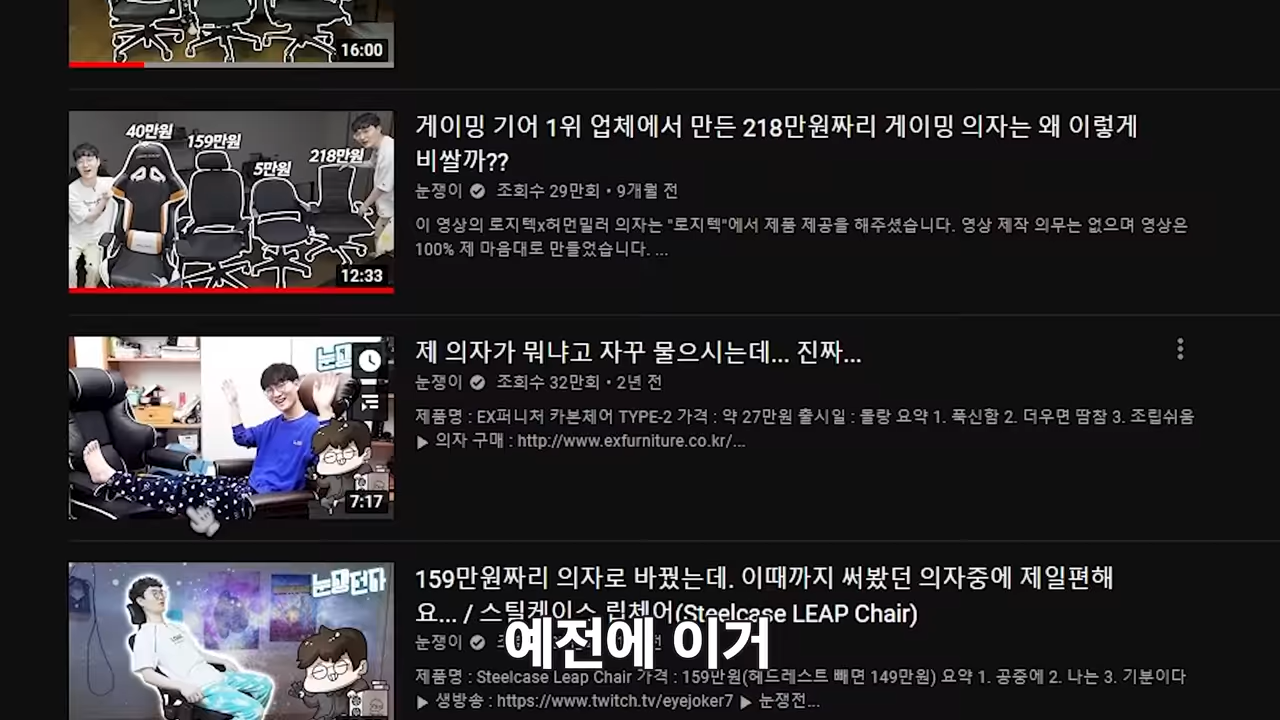 16:00
40만원
159만원
5만원
218만원
12:33
게이밍 기어 1위 업체에서 만든 218만원짜리 게이밍 의자는 왜 이렇게
비쌀까??
눈쟁이 조회수 29만회 • 9개월 전
이 영상의 로지텍x허먼밀러 의자는 "로지텍"에서 제품 제공을 해주셨습니다. 영상 제작 의무는 없으며 영상은
100% 제 마음대로 만들었습니다. ...
7:17
제 의자가 뭐냐고 자꾸 물으시는데... 진짜...
눈쟁이 조회수 32만회 • 2년 전
제품명 : EX퍼니처 카본체어 TYPE-2 가격 : 약 27만원 출시일 : 몰랑 요약 1. 푹신함 2. 더우면 땀참 3. 조립쉬움
▶ 의자 구매 : http://www.exfurniture.co.kr/...
159만원짜리 의자로 바꿨는데. 이때까지 써봤던 의자중에 제일편해
요... / 스틸케이스 립체어(Steelcase LEAP Chair)
눈쟁이
예전에 이거
제품명 : Steelcase Leap Chair 가격 : 159만원(헤드레스트 빼면 149만원) 요약 1. 공중에 2. 나는 3. 기분이다
▶ 생방송 : https://www.twitch.tv/eyejoker7 ▶ 눈쟁전...